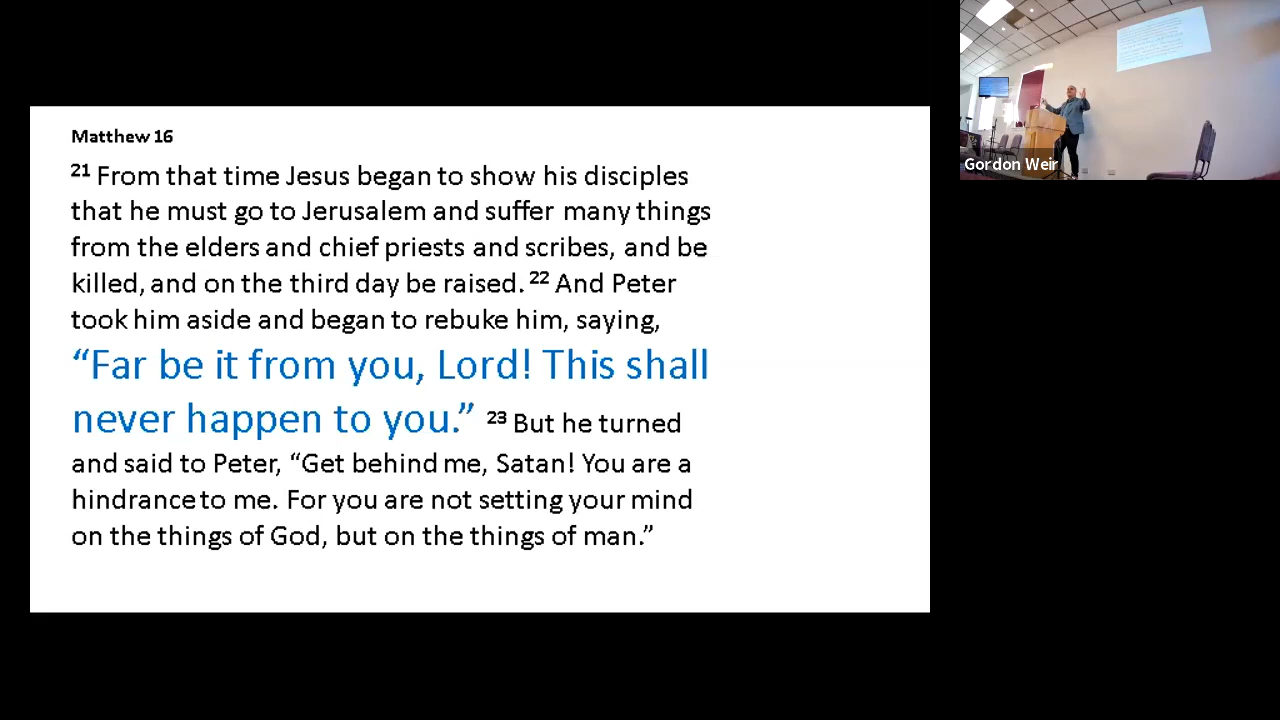 Matthew 16
21 From that time Jesus began to show his disciples
that he must go to Jerusalem and suffer many things
from the elders and chief priests and scribes, and be
killed, and on the third day be raised. 22 And Peter
took him aside and began to rebuke him, saying,
“Far be it from you, Lord! This shall
never happen to you.” 23 But he turned
and said to Peter, “Get behind me, Satan! You are a
hindrance to me. For you are not setting your mind
on the things of God, but on the things of man.”
Gordon Weir